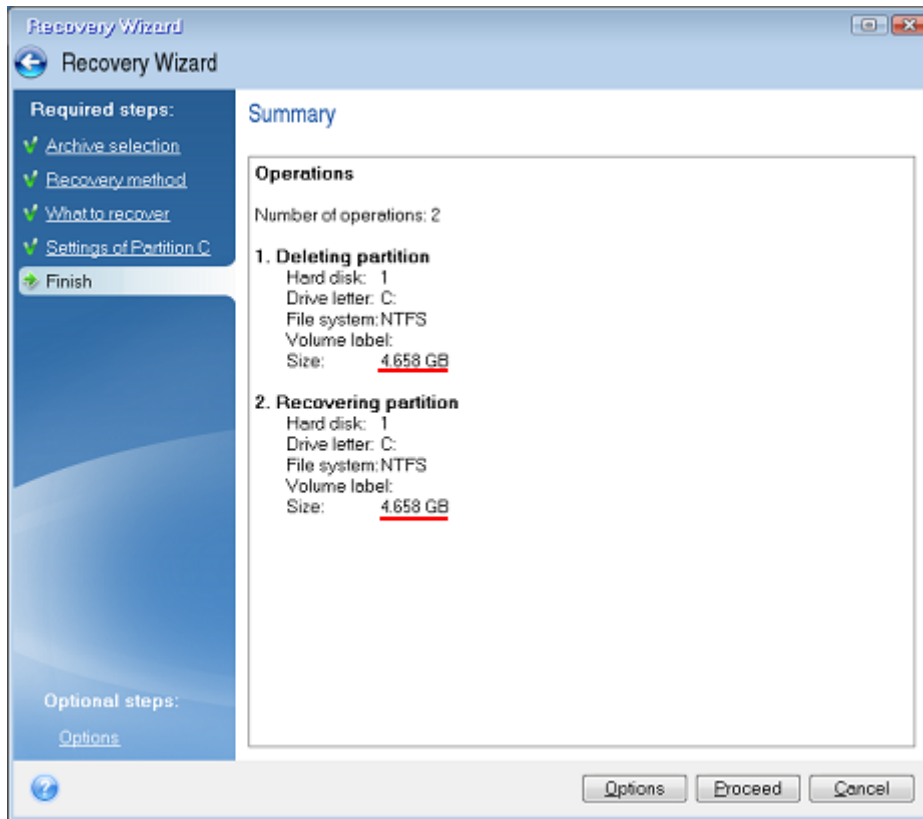 Recovery Wizard
Recovery Wizard
Required steps:
Archive selection
Recovery method
What to recover
Settings of Partition C
Finish
Optional steps:
Options
Summary
Operations
Number of operations: 2
1. Deleting partition
Hard disk: 1
Drive letter: C:
File system: NTFS
Volume label:
Size: 4.658 GB
2. Recovering partition
Hard disk: 1
Drive letter: C:
File system: NTFS
Volume label:
Size: 4.658 GB
?
Options Proceed Cancel